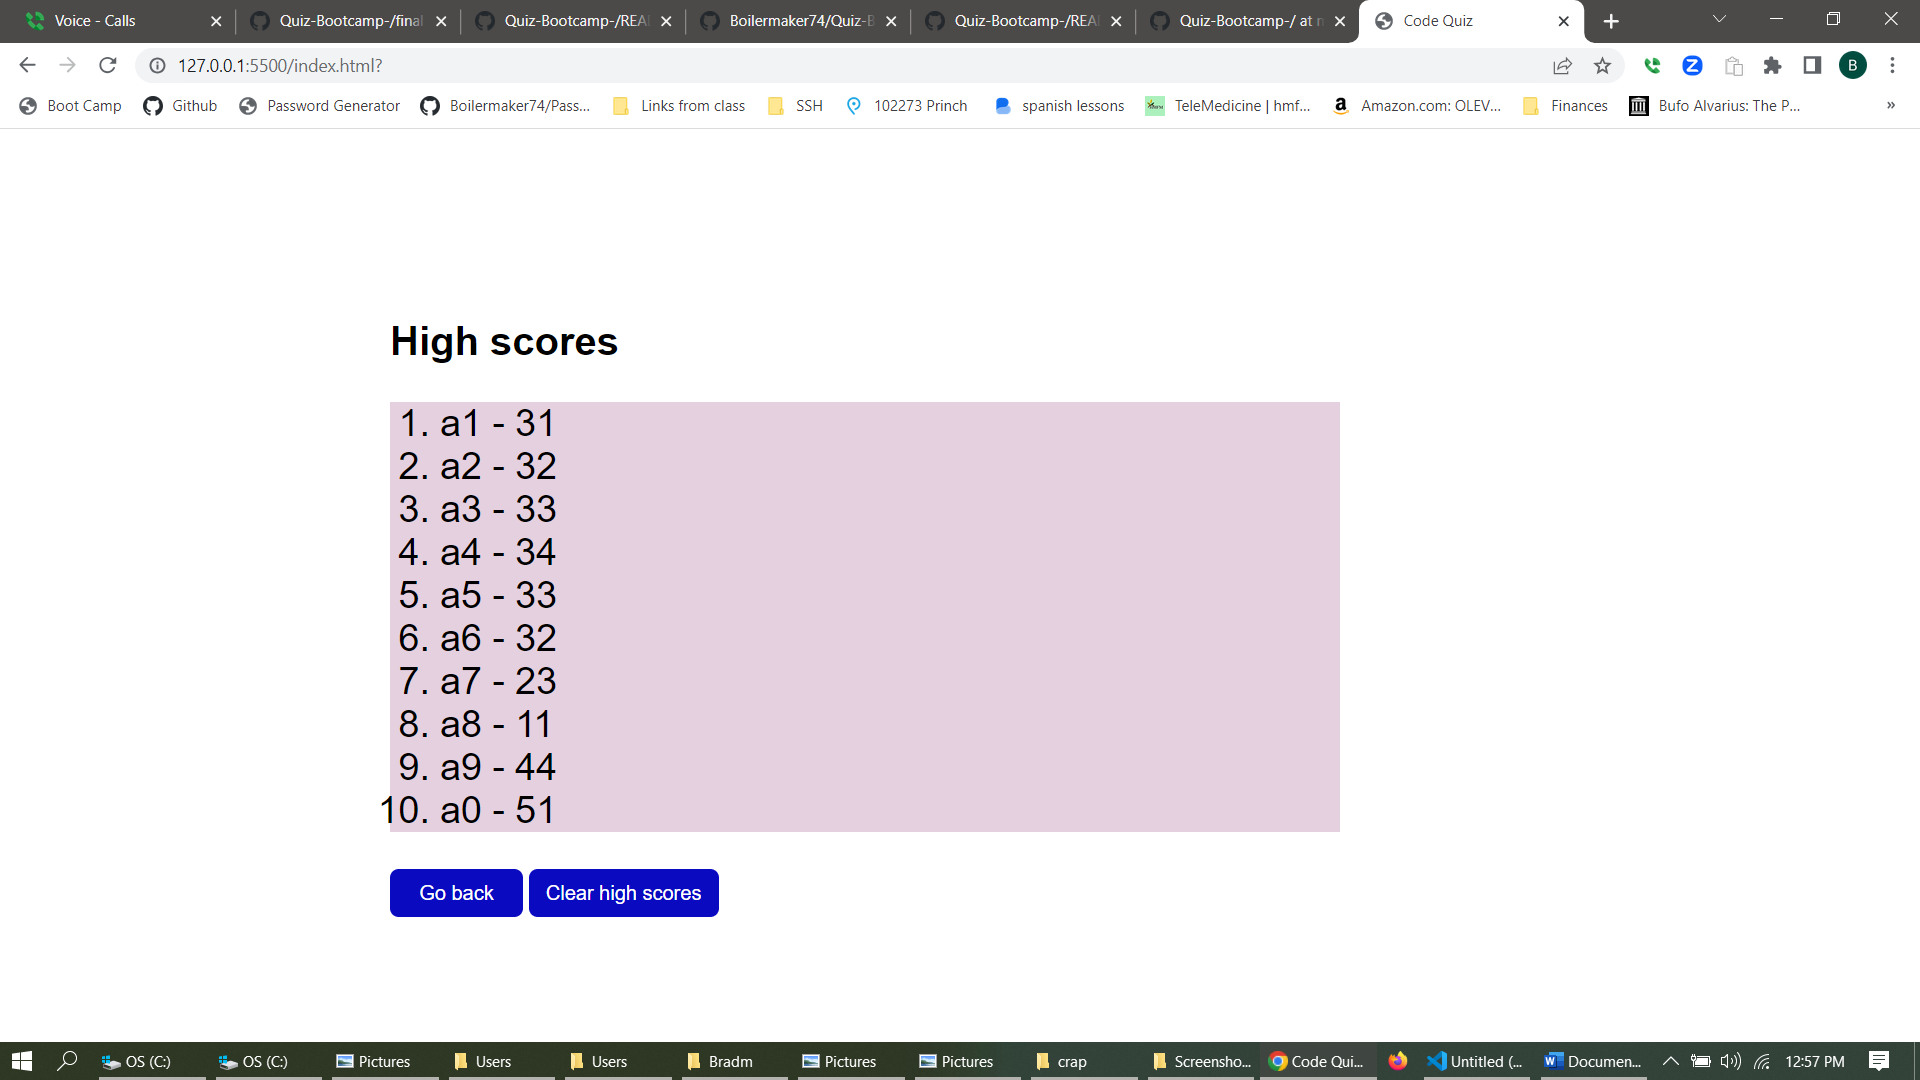 Voice - Calls
Quiz-Bootcamp-/final
Quiz-Bootcamp-/REA
Boilermaker74/Quiz-B
Quiz-Bootcamp-/REA
Quiz-Bootcamp-/ at m
Code Quiz
127.0.0.1:5500/index.html?
B
Boot Camp
Github
Password Generator
Boilermaker74/Pass...
Links from class
SSH
102273 Princh
spanish lessons
TeleMedicine | hmf...
Amazon.com: OLEV...
Finances
Bufo Alvarius: The P...
»
High scores
1. a1 - 31
2. a2 - 32
3. a3 - 33
4. a4 - 34
5. a5 - 33
6. a6 - 32
7. a7 - 23
8. a8 - 11
9. a9 - 44
10. a0 - 51
Go back
Clear high scores
OS (C:)
OS (C:)
Pictures
Users
Users
Bradm
Pictures
Pictures
crap
Screensho...
Code Qui...
Untitled (...
Documen...
12:57 PM